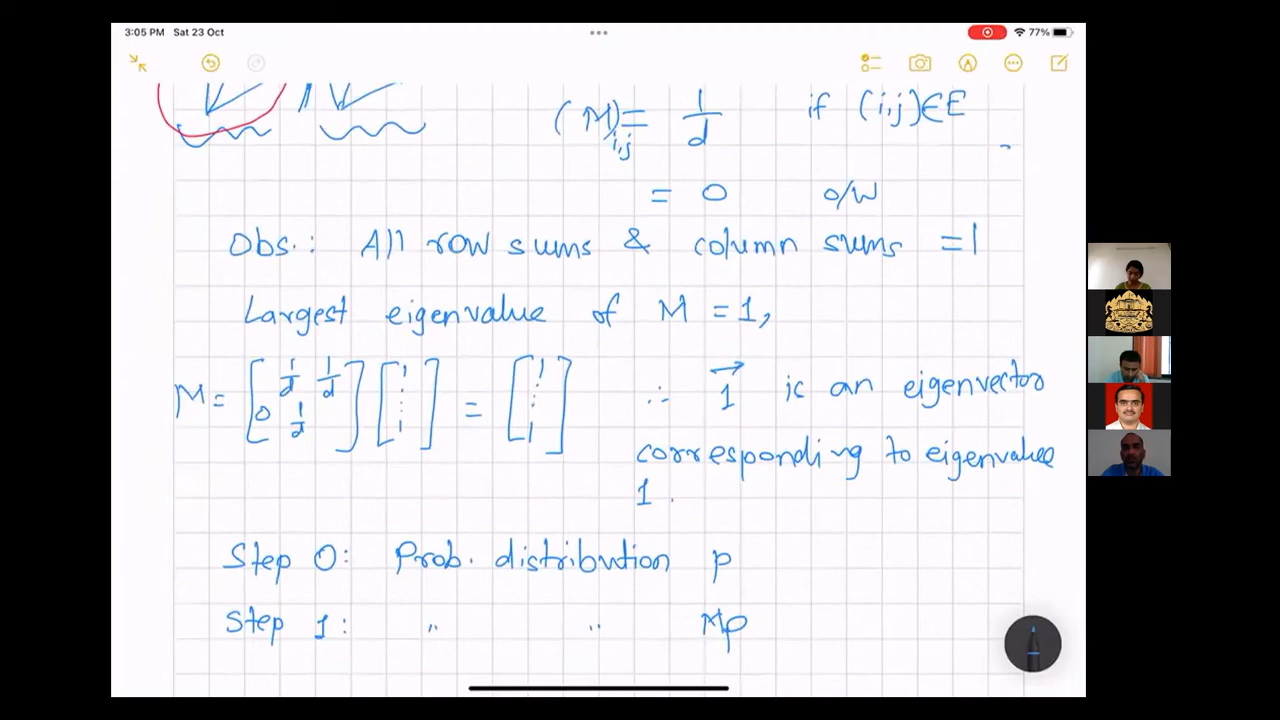 3:05 PM Sat 23 Oct
77%
(M)i,j = 1/d if (i,j)∈E
= 0 o/w
Obs.: All row sums & column sums = 1
Largest eigenvalue of M = 1,
M = [ 1/d 1/d 0 1/d ] [ 1 ⋮ 1 ] = [ 1 ⋮ 1 ] ∴ 1⃗ is an eigenvector
corresponding to eigenvalue
1.
Step 0: Prob. distribution p
Step 1: " " Mp